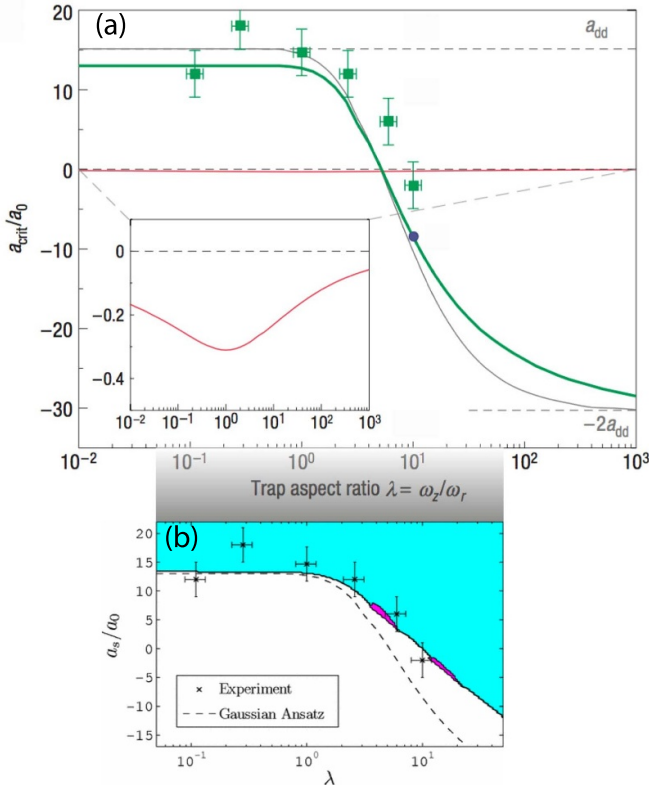 (a)
20
10
0
−10
−20
−30
a_crit/a_0
a_dd
−2a_dd
0
−0.2
−0.4
10^−2 10^−1 10^0 10^1 10^2 10^3
10^−2 10^−1 10^0 10^1 10^2 10^3
Trap aspect ratio λ = ω_z/ω_r
(b)
20
15
10
5
0
-5
-10
-15
a_s/a_0
Experiment
Gaussian Ansatz
10^−1 10^0 10^1
λ